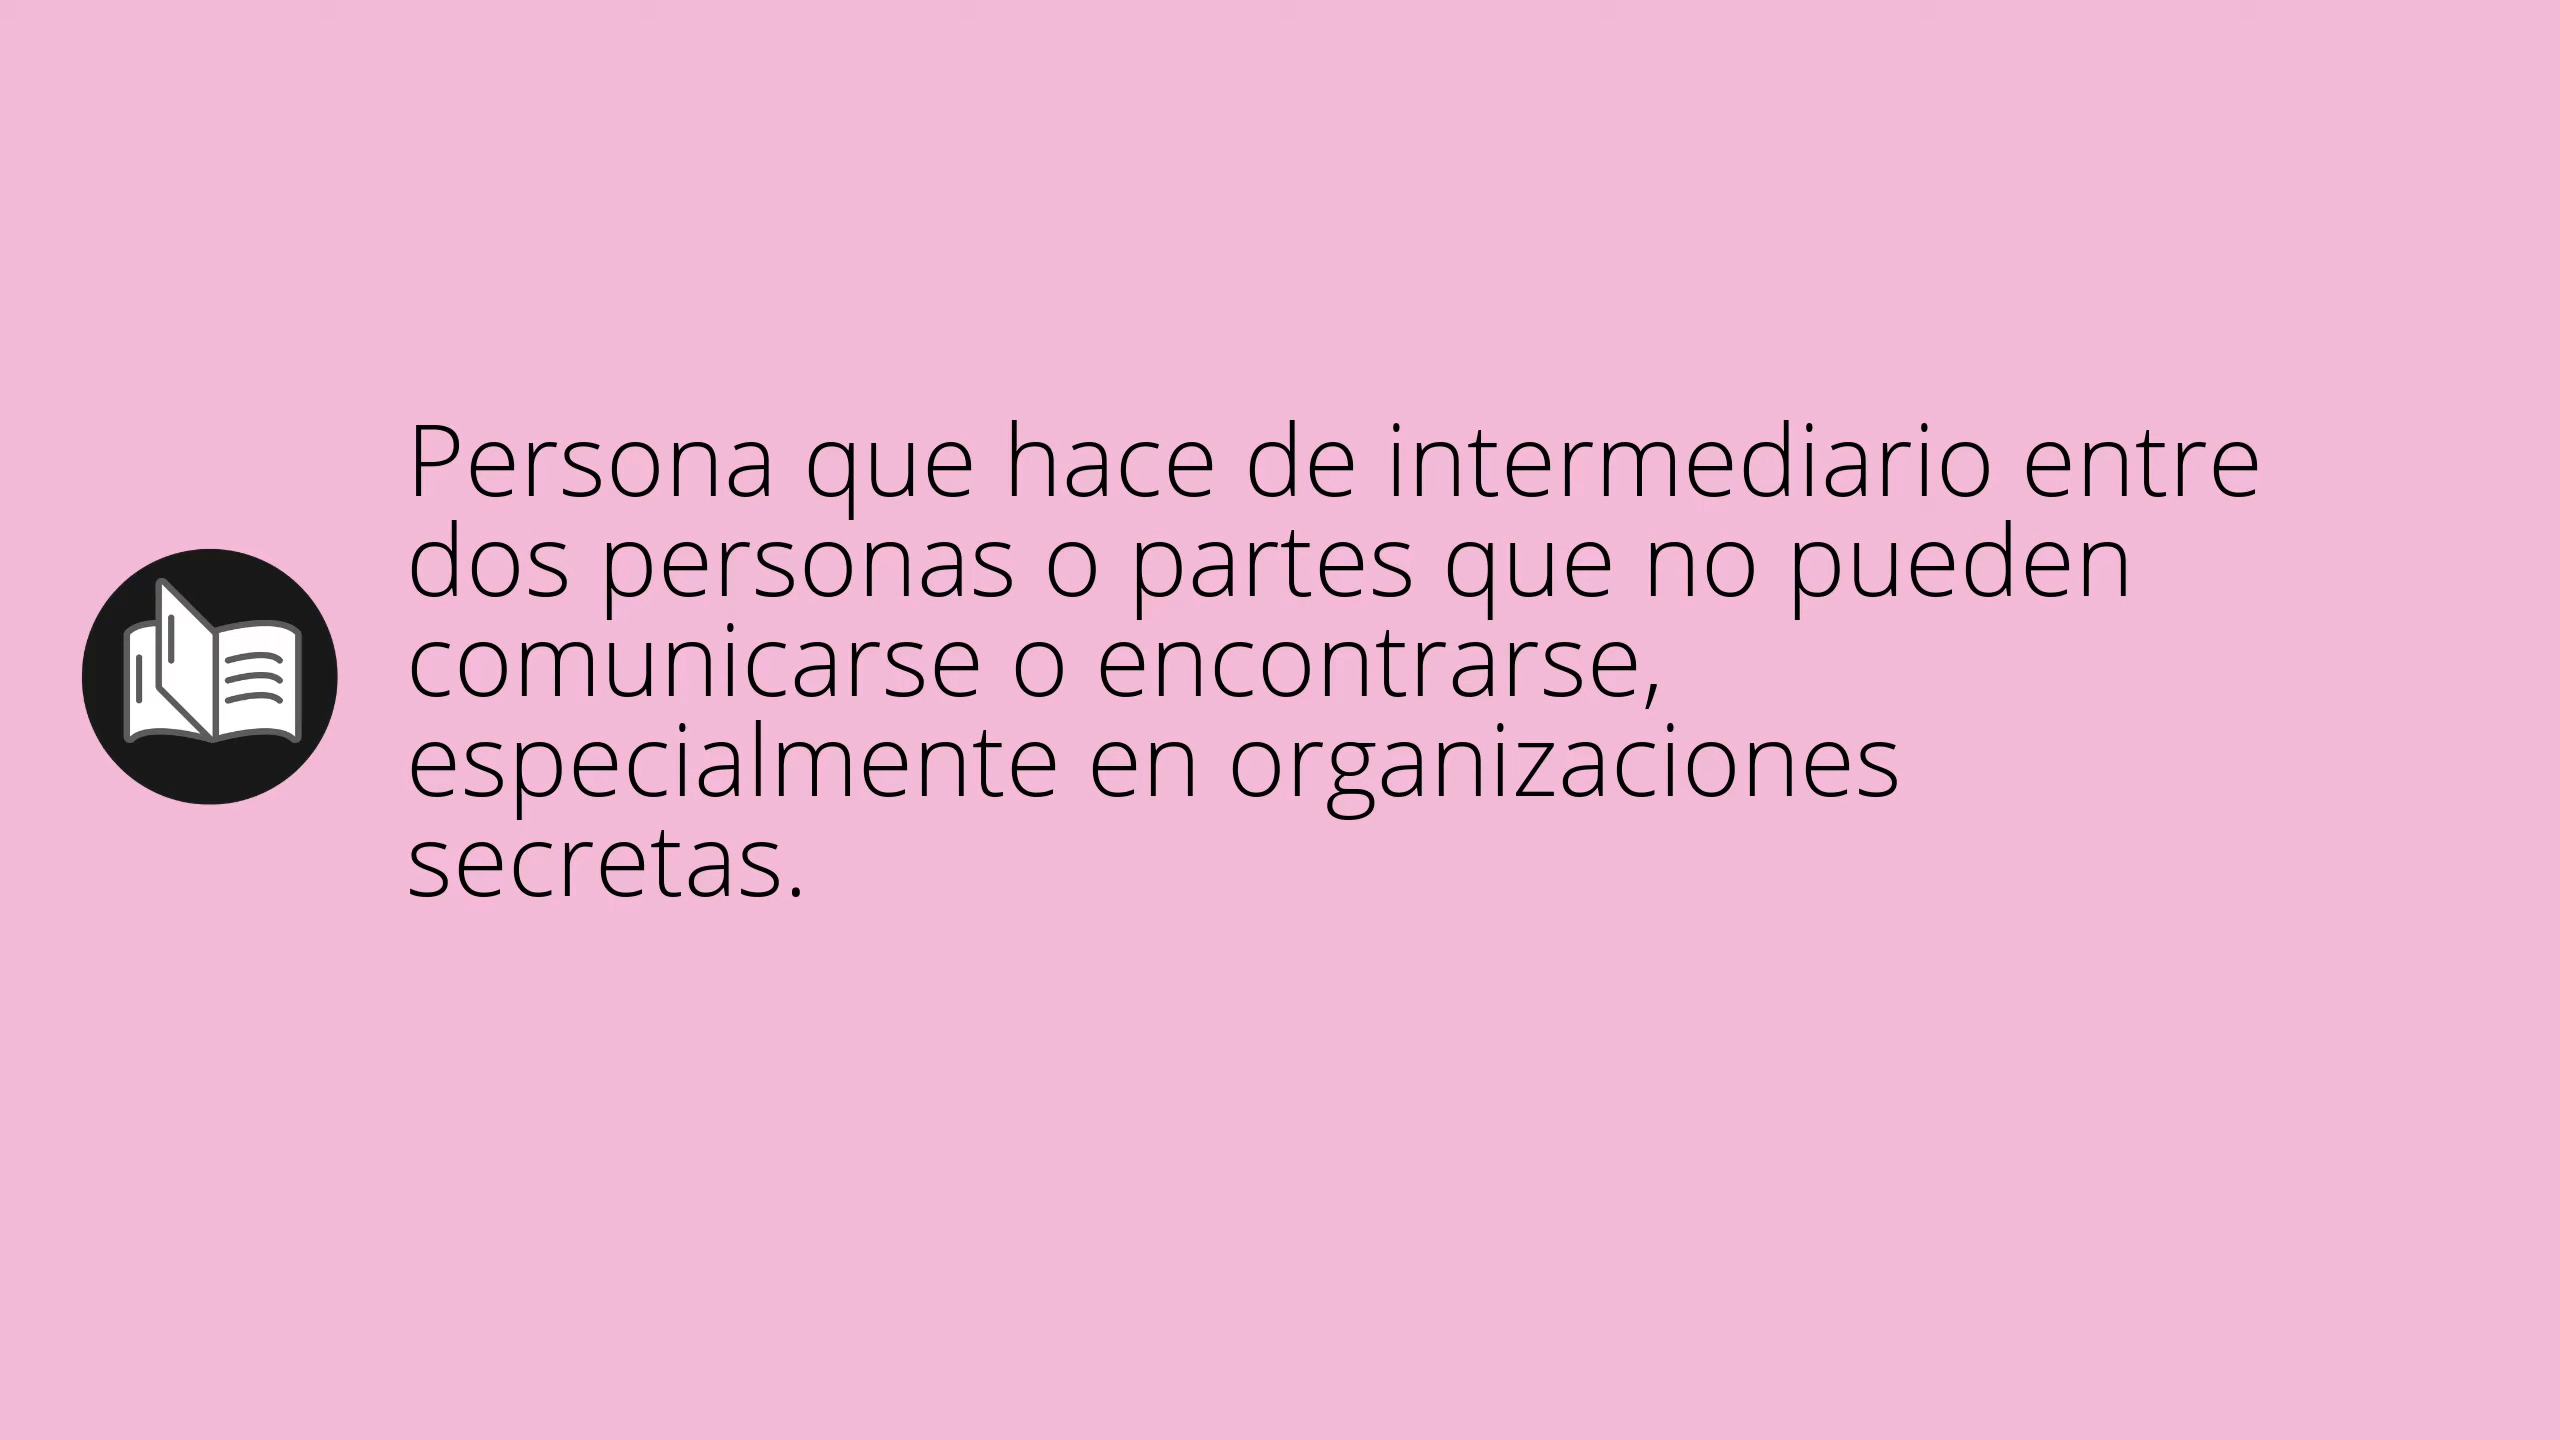 Persona que hace de intermediario entre
dos personas o partes que no pueden
comunicarse o encontrarse,
especialmente en organizaciones
secretas.